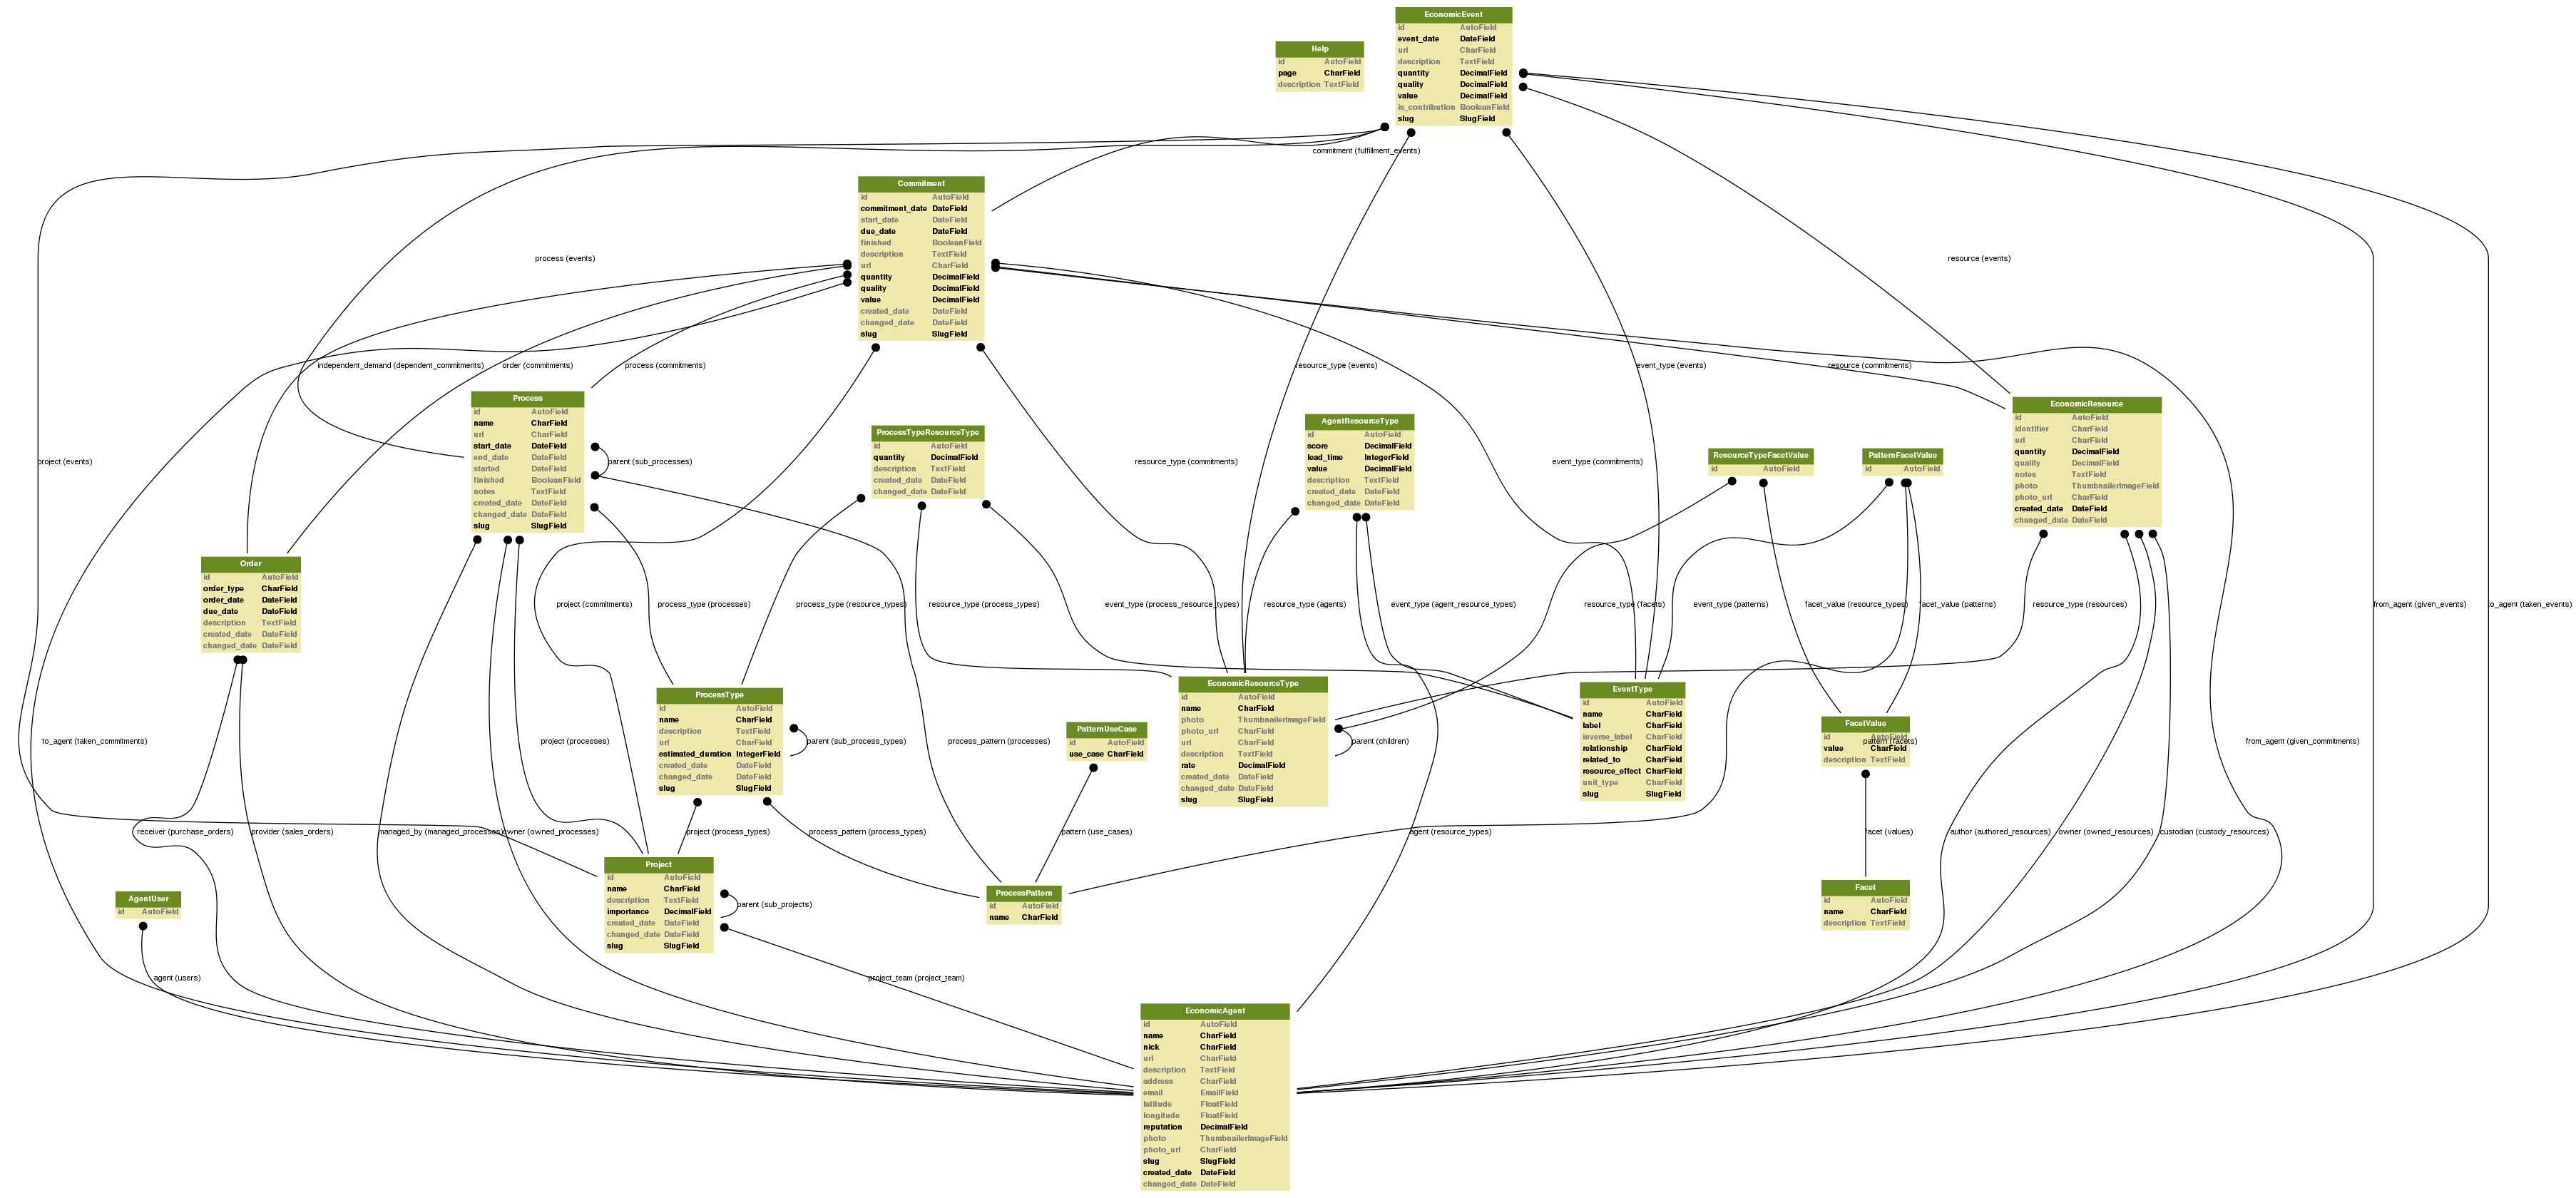 EconomicEvent
id AutoField
event_date DateField
url CharField
description TextField
quantity DecimalField
quality DecimalField
value DecimalField
is_contribution BooleanField
slug SlugField
Help
id AutoField
page CharField
description TextField
commitment (fulfillment_events)
Commitment
id AutoField
commitment_date DateField
start_date DateField
due_date DateField
finished BooleanField
description TextField
url CharField
quantity DecimalField
quality DecimalField
value DecimalField
created_date DateField
changed_date DateField
slug SlugField
process (events)
resource (events)
independent_demand (dependent_commitments)
order (commitments)
process (commitments)
resource_type (events)
event_type (events)
resource (commitments)
Process
id AutoField
name CharField
url CharField
start_date DateField
end_date DateField
started DateField
finished BooleanField
notes TextField
created_date DateField
changed_date DateField
slug SlugField
parent (sub_processes)
ProcessTypeResourceType
id AutoField
quantity DecimalField
description TextField
created_date DateField
changed_date DateField
AgentResourceType
id AutoField
score DecimalField
lead_time IntegerField
value DecimalField
description TextField
created_date DateField
changed_date DateField
ResourceTypeFacetValue
id AutoField
PatternFacetValue
id AutoField
EconomicResource
id AutoField
identifier CharField
url CharField
quantity DecimalField
quality DecimalField
notes TextField
photo ThumbnailerImageField
photo_url CharField
created_date DateField
changed_date DateField
project (events)
resource_type (commitments)
event_type (commitments)
Order
id AutoField
order_type CharField
order_date DateField
due_date DateField
description TextField
created_date DateField
changed_date DateField
project (commitments)
process_type (processes)
process_type (resource_types)
resource_type (process_types)
event_type (process_resource_types)
resource_type (agents)
event_type (agent_resource_types)
resource_type (facets)
event_type (patterns)
facet_value (resource_types)
facet_value (patterns)
resource_type (resources)
from_agent (given_events)
to_agent (taken_events)
ProcessType
id AutoField
name CharField
description TextField
url CharField
estimated_duration IntegerField
created_date DateField
changed_date DateField
slug SlugField
parent (sub_process_types)
EconomicResourceType
id AutoField
name CharField
photo ThumbnailerImageField
photo_url CharField
url CharField
description TextField
rate DecimalField
created_date DateField
changed_date DateField
slug SlugField
parent (children)
EventType
id AutoField
name CharField
label CharField
inverse_label CharField
relationship CharField
related_to CharField
resource_effect CharField
unit_type CharField
slug SlugField
PatternUseCase
id AutoField
use_case CharField
FacetValue
id AutoField
value CharField
description TextField
pattern (facets)
to_agent (taken_commitments)
project (processes)
process_pattern (processes)
from_agent (given_commitments)
receiver (purchase_orders)
provider (sales_orders)
managed_by (managed_processes)
owner (owned_processes)
project (process_types)
process_pattern (process_types)
pattern (use_cases)
agent (resource_types)
facet (values)
author (authored_resources)
owner (owned_resources)
custodian (custody_resources)
Project
id AutoField
name CharField
description TextField
importance DecimalField
created_date DateField
changed_date DateField
slug SlugField
parent (sub_projects)
ProcessPattern
id AutoField
name CharField
Facet
id AutoField
name CharField
description TextField
AgentUser
id AutoField
agent (users)
project_team (project_team)
EconomicAgent
id AutoField
name CharField
nick CharField
url CharField
description TextField
address CharField
email EmailField
latitude FloatField
longitude FloatField
reputation DecimalField
photo ThumbnailerImageField
photo_url CharField
slug SlugField
created_date DateField
changed_date DateField